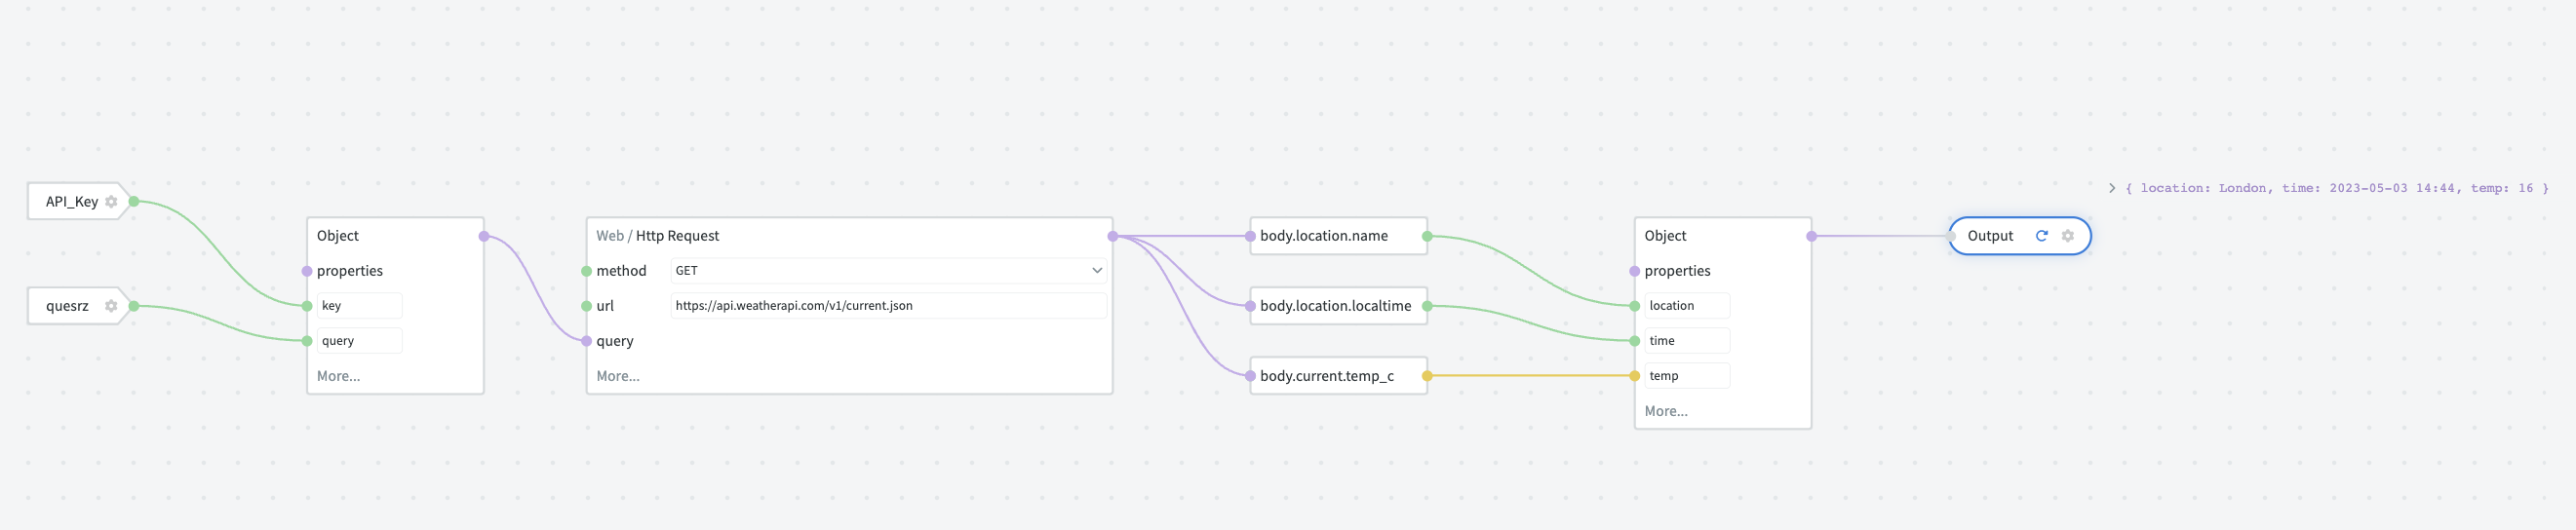 API_Key
quesrz
Object
properties
key
query
More...
Web / Http Request
method GET
url https://api.weatherapi.com/v1/current.json
query
More...
body.location.name
body.location.localtime
body.current.temp_c
Object
properties
location
time
temp
More...
Output
{ location: London, time: 2023-05-03 14:44, temp: 16 }